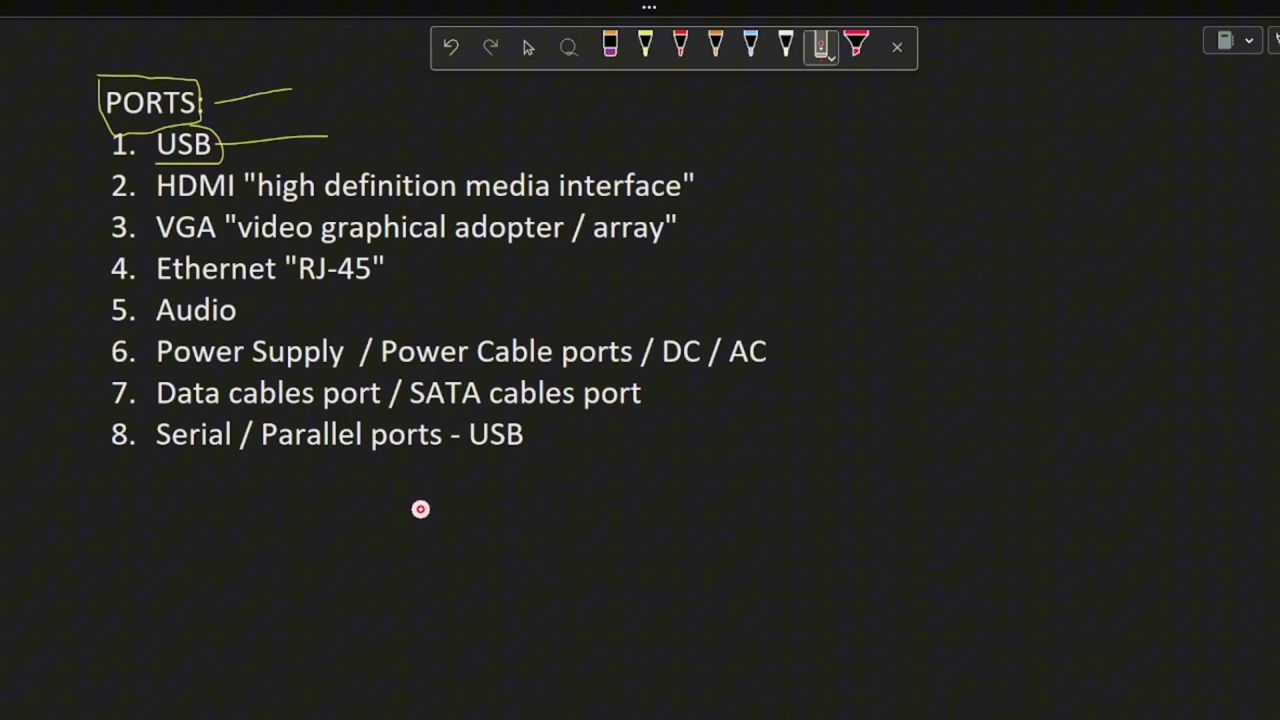 PORTS:
1. USB
2. HDMI "high definition media interface"
3. VGA "video graphical adopter / array"
4. Ethernet "RJ-45"
5. Audio
6. Power Supply / Power Cable ports / DC / AC
7. Data cables port / SATA cables port
8. Serial / Parallel ports - USB